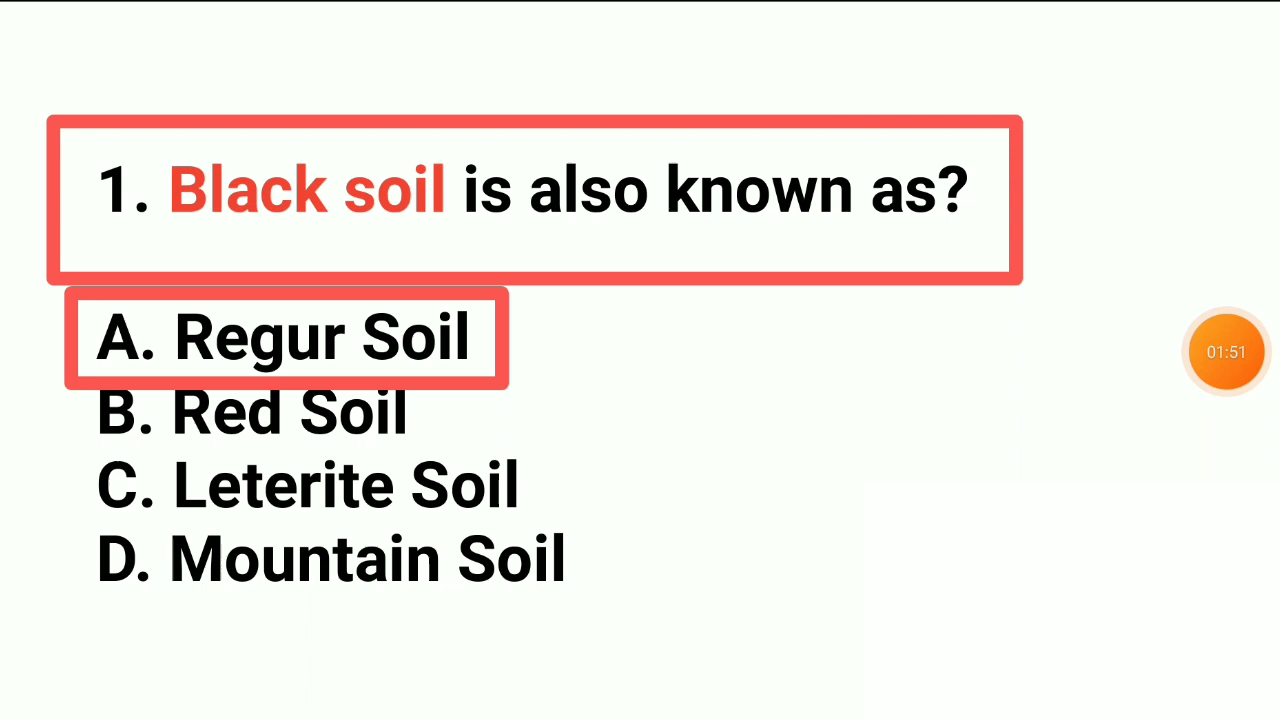 1. Black soil is also known as?
A. Regur Soil
B. Red Soil
C. Leterite Soil
D. Mountain Soil
01:51